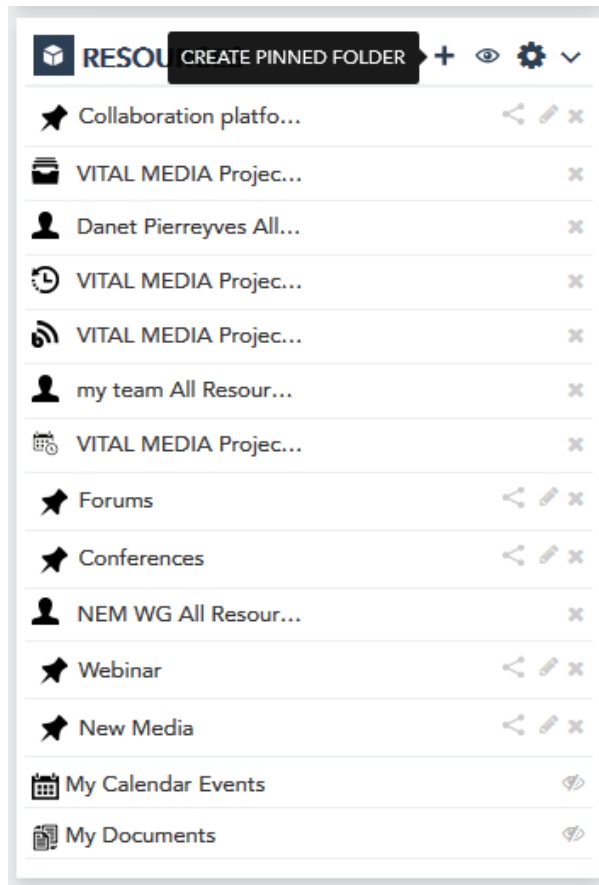 RESOU
CREATE PINNED FOLDER
Collaboration platfo...
VITAL MEDIA Projec...
Danet Pierreyves All...
VITAL MEDIA Projec...
VITAL MEDIA Projec...
my team All Resour...
VITAL MEDIA Projec...
Forums
Conferences
NEM WG All Resour...
Webinar
New Media
My Calendar Events
My Documents